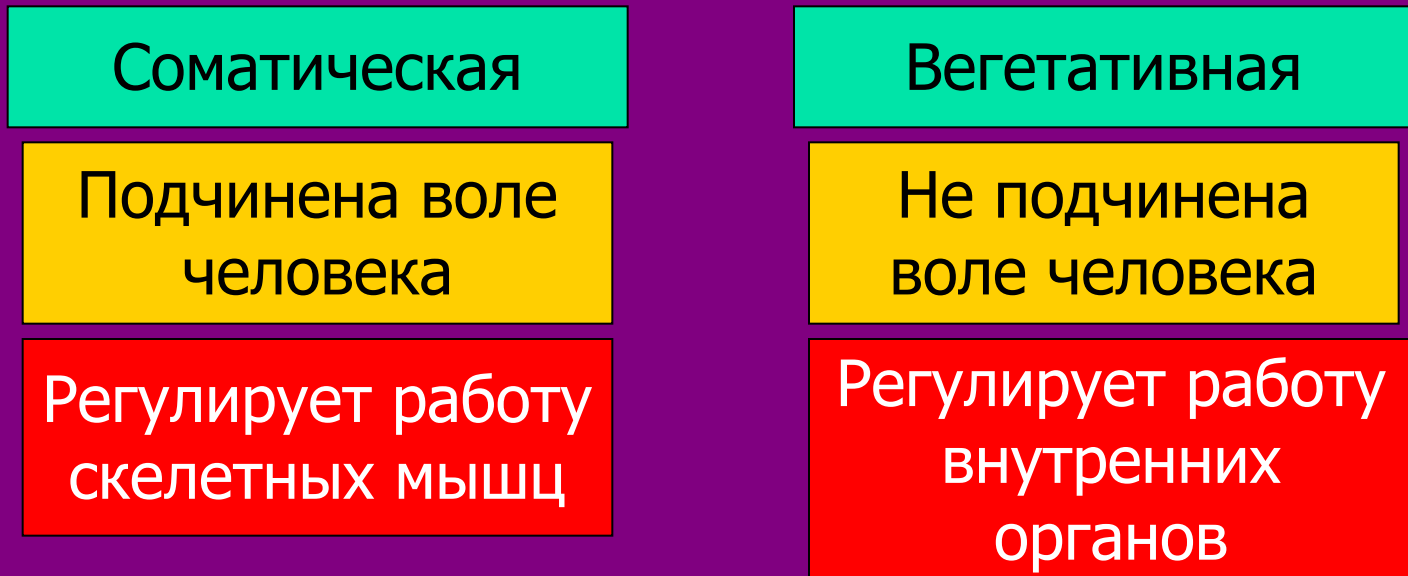 Соматическая
Подчинена воле
человека
Регулирует работу
скелетных мышц
Вегетативная
Не подчинена
воле человека
Регулирует работу
внутренних
органов